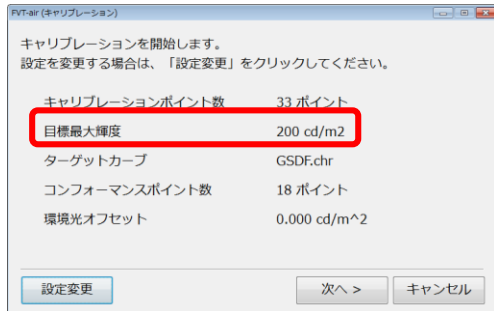 FVT-air (キャリブレーション)
キャリブレーションを開始します。
設定を変更する場合は、「設定変更」をクリックしてください。
キャリブレーションポイント数 33 ポイント
目標最大輝度 200 cd/m2
ターゲットカーブ GSDF.chr
コンフォーマンスポイント数 18 ポイント
環境光オフセット 0.000 cd/m^2
設定変更 次へ > キャンセル